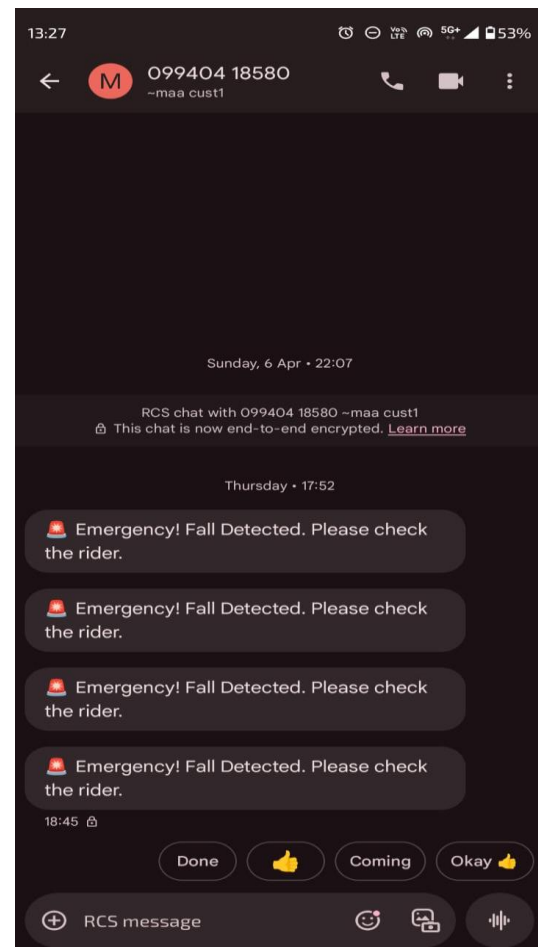 13:27 Vo)) LTE 5G+ 53%
M 099404 18580
~maa cust1
Sunday, 6 Apr • 22:07
RCS chat with 099404 18580 ~maa cust1
This chat is now end-to-end encrypted. Learn more
Thursday • 17:52
🚨 Emergency! Fall Detected. Please check
the rider.
🚨 Emergency! Fall Detected. Please check
the rider.
🚨 Emergency! Fall Detected. Please check
the rider.
🚨 Emergency! Fall Detected. Please check
the rider.
18:45
Done 👍 Coming Okay 👍
RCS message